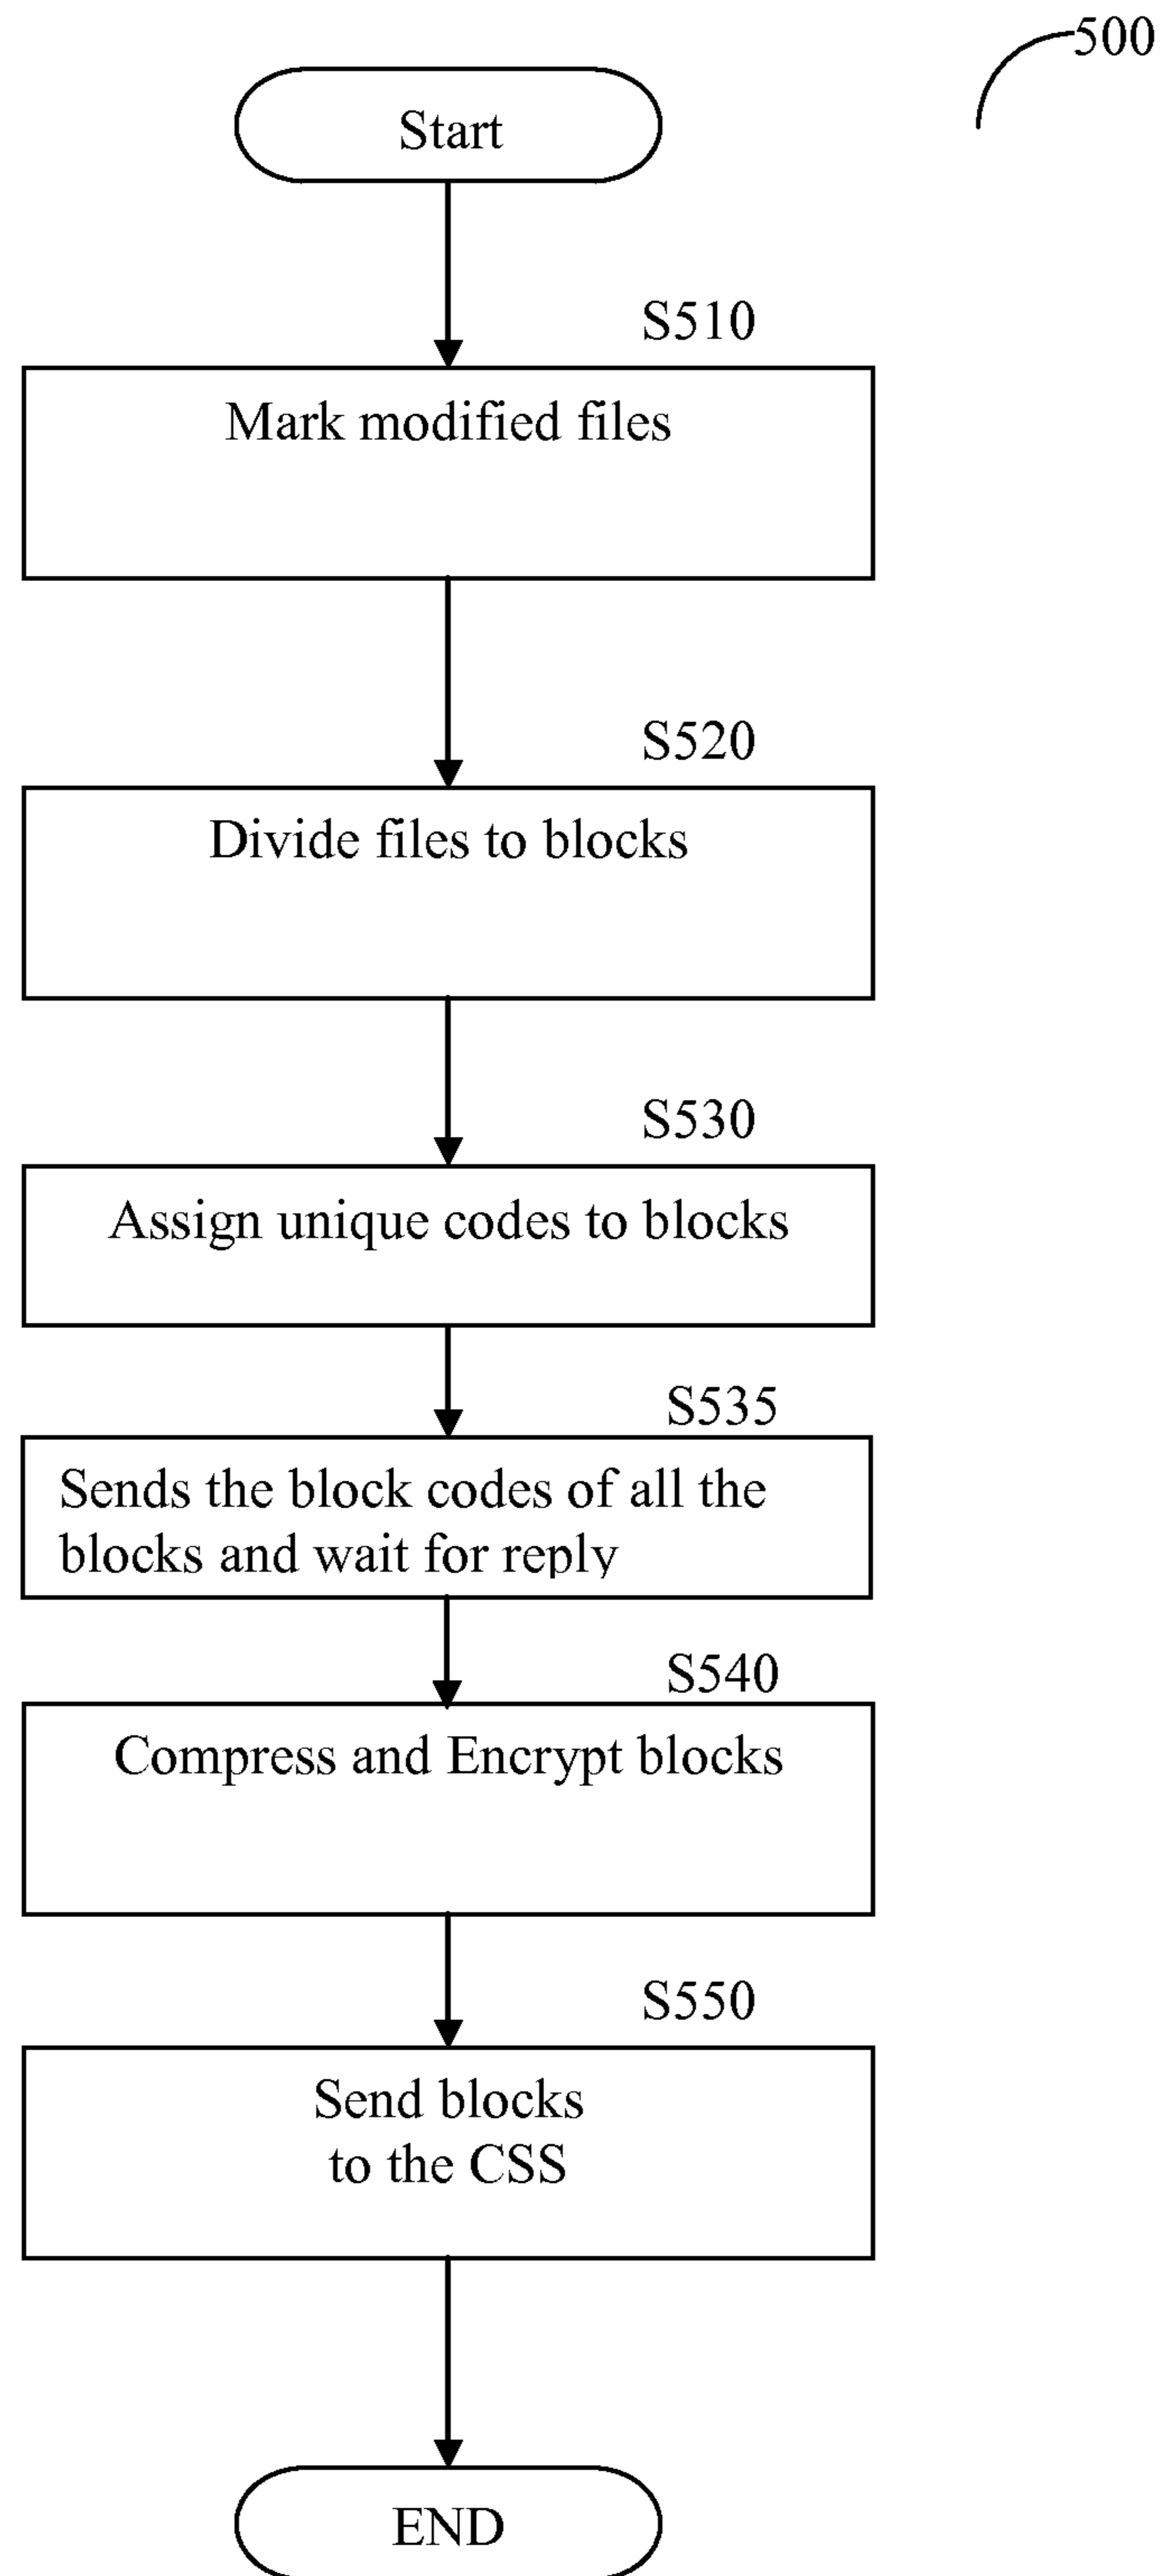 500
Start
S510
Mark modified files
S520
Divide files to blocks
S530
Assign unique codes to blocks
S535
Sends the block codes of all the
blocks and wait for reply
S540
Compress and Encrypt blocks
S550
Send blocks
to the CSS
END